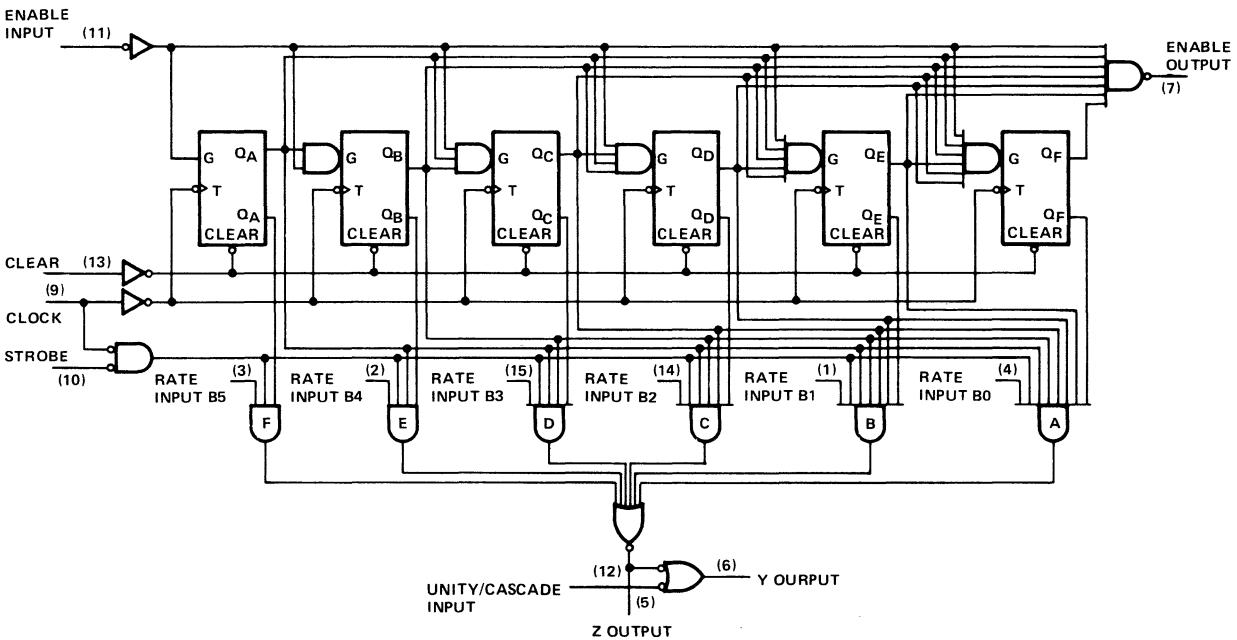 ENABLE
INPUT
(11)
ENABLE
OUTPUT
(7)
G QA
T
QA
CLEAR
G QB
T
QB
CLEAR
G QC
T
QC
CLEAR
G QD
T
QD
CLEAR
G QE
T
QE
CLEAR
G QF
T
QF
CLEAR
CLEAR (13)
(9)
CLOCK
STROBE
(10)
RATE
INPUT B5
(3)
RATE
INPUT B4
(2)
RATE
INPUT B3
(15)
RATE
INPUT B2
(14)
RATE
INPUT B1
(1)
RATE
INPUT B0
(4)
F E D C B A
(12)
(6)
Y OURPUT
UNITY/CASCADE
INPUT
(5)
Z OUTPUT